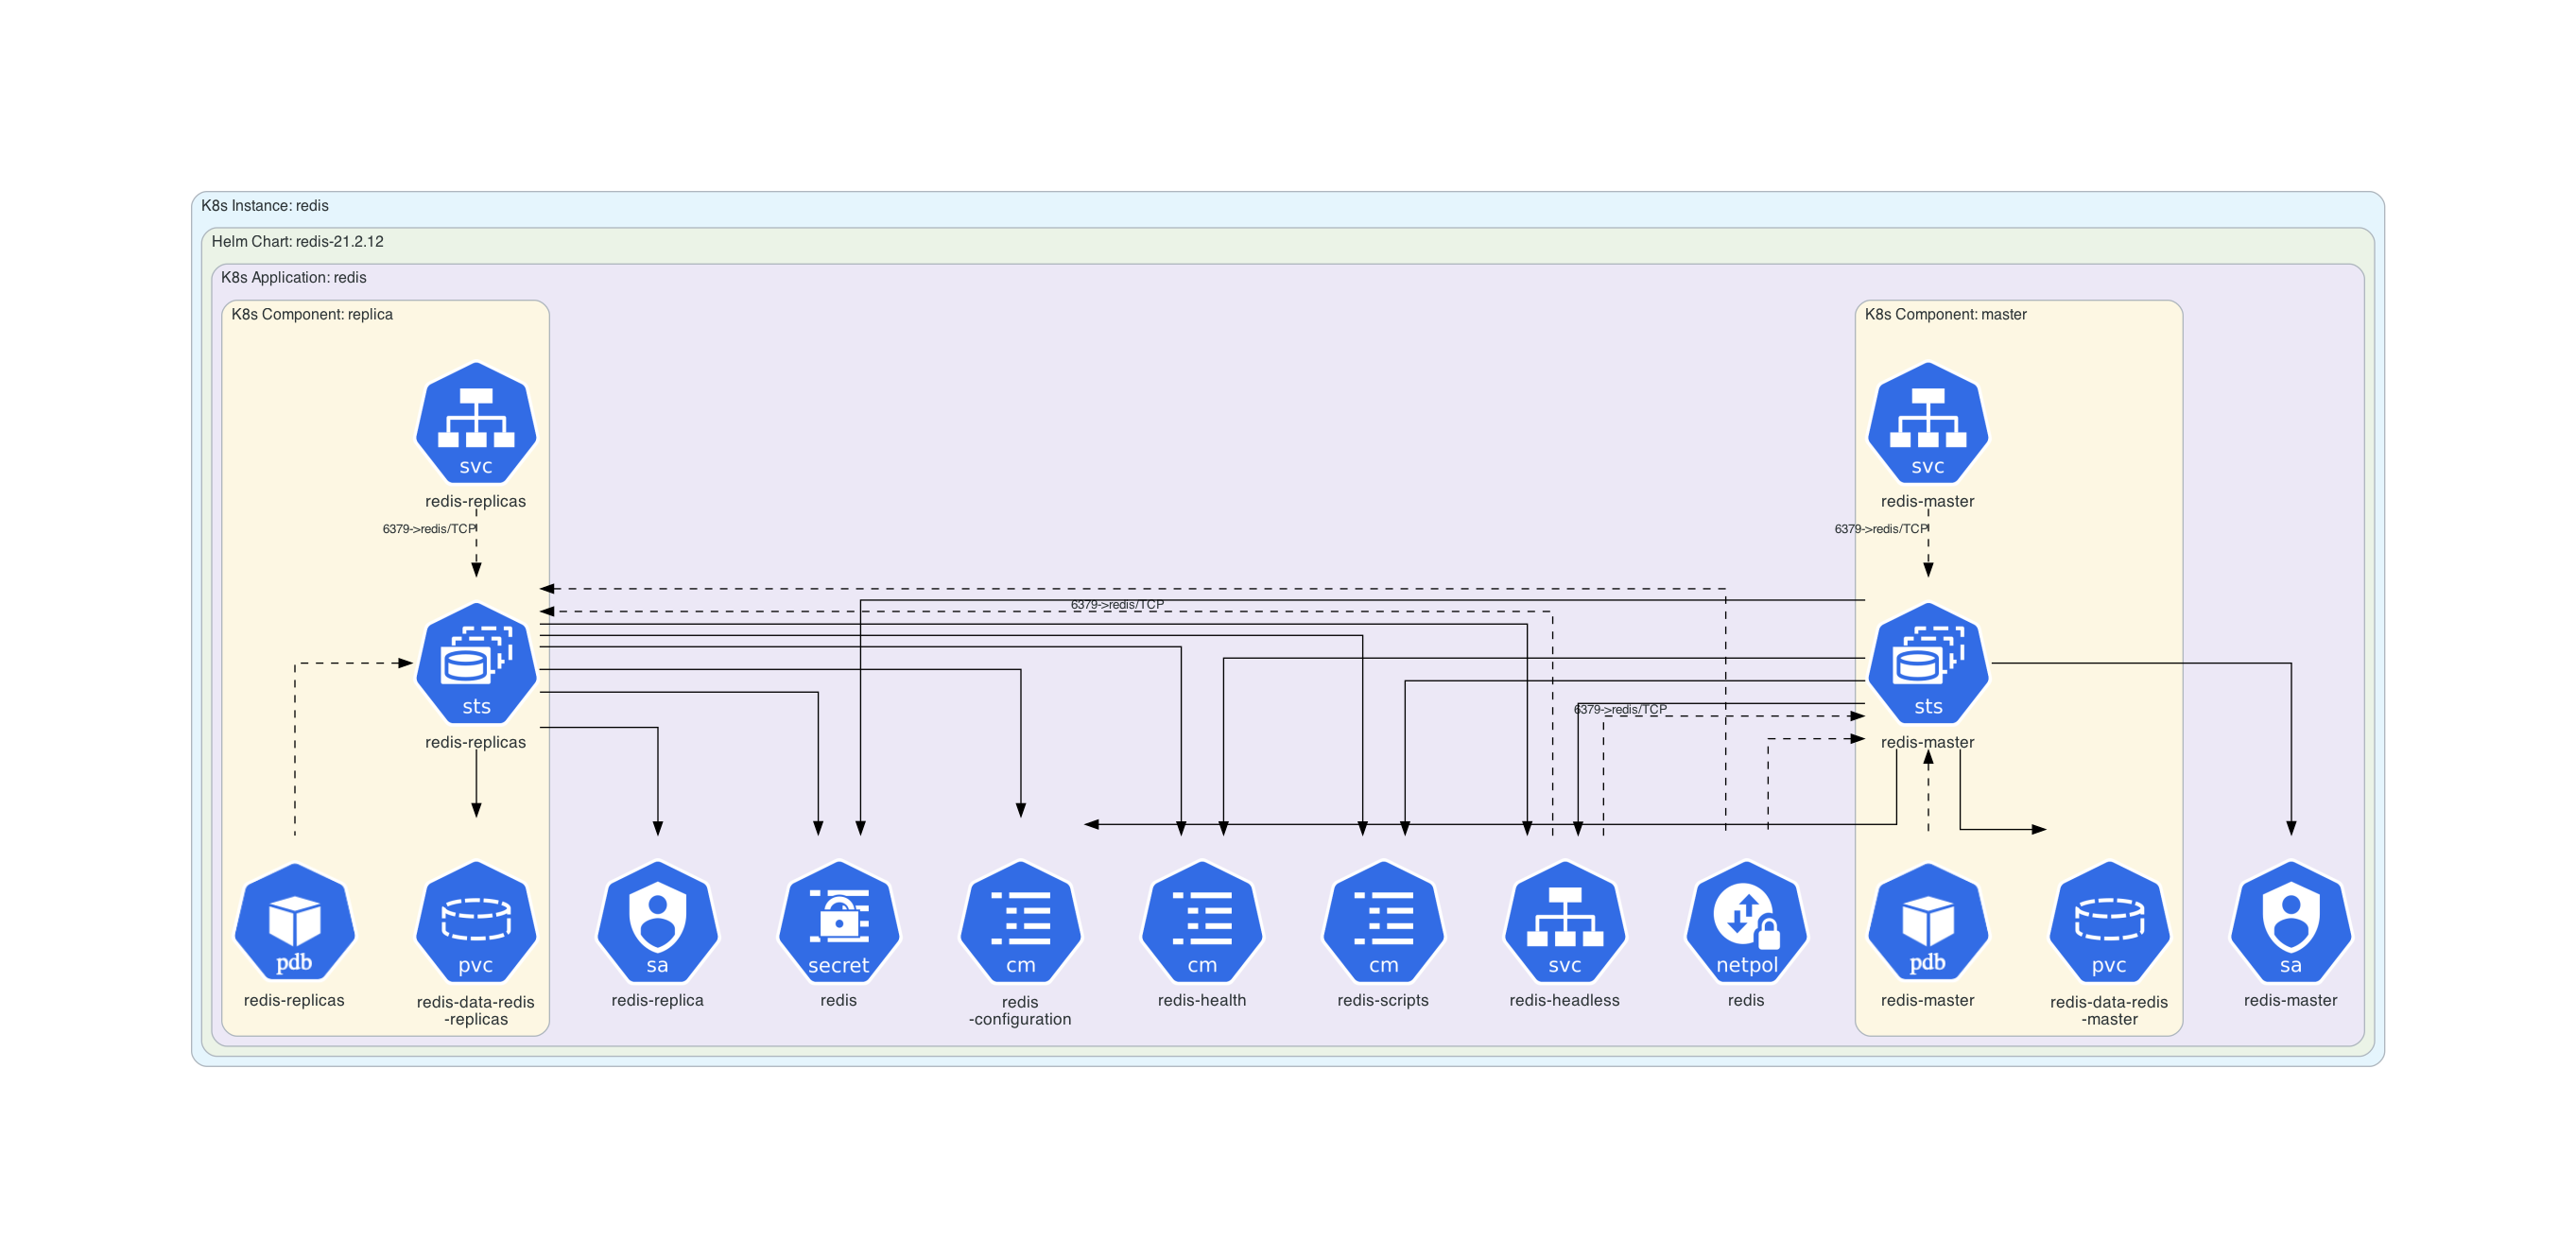 K8s Instance: redis
Helm Chart: redis-21.2.12
K8s Application: redis
K8s Component: replica
K8s Component: master
svc
redis-replicas
svc
redis-master
6379->redis/TCP
6379->redis/TCP
6379->redis/TCP
sts
redis-replicas
6379->redis/TCP
sts
redis-master
pdb
redis-replicas
pvc
redis-data-redis
-replicas
sa
redis-replica
secret
redis
cm
redis
-configuration
cm
redis-health
cm
redis-scripts
svc
redis-headless
netpol
redis
pdb
redis-master
pvc
redis-data-redis
-master
sa
redis-master